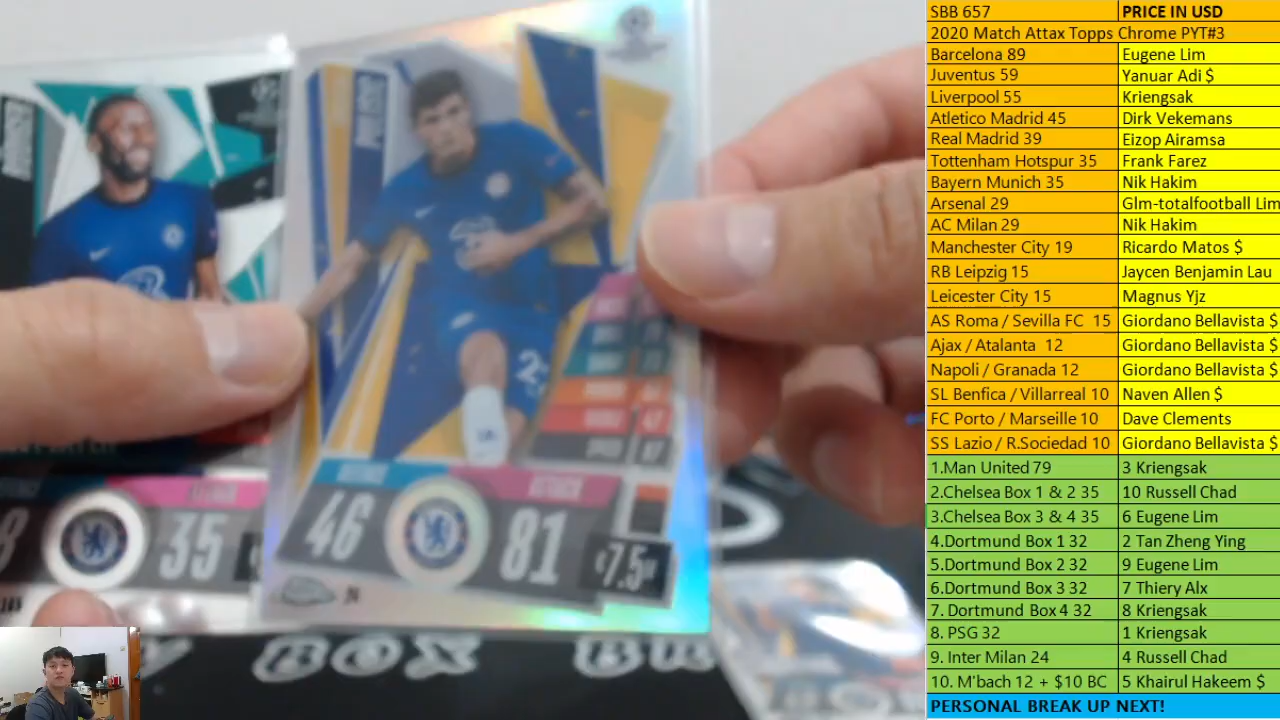 SBB 657 PRICE IN USD
2020 Match Attax Topps Chrome PYT#3
Barcelona 89 Eugene Lim
Juventus 59 Yanuar Adi $
Liverpool 55 Kriengsak
Atletico Madrid 45 Dirk Vekemans
Real Madrid 39 Eizop Airamsa
Tottenham Hotspur 35 Frank Farez
Bayern Munich 35 Nik Hakim
Arsenal 29 Glm-totalfootball Lim
AC Milan 29 Nik Hakim
Manchester City 19 Ricardo Matos $
RB Leipzig 15 Jaycen Benjamin Lau
Leicester City 15 Magnus Yjz
AS Roma / Sevilla FC 15 Giordano Bellavista $
Ajax / Atalanta 12 Giordano Bellavista $
Napoli / Granada 12 Giordano Bellavista $
SL Benfica / Villarreal 10 Naven Allen $
FC Porto / Marseille 10 Dave Clements
SS Lazio / R.Sociedad 10 Giordano Bellavista $
1.Man United 79 3 Kriengsak
2.Chelsea Box 1 & 2 35 10 Russell Chad
3.Chelsea Box 3 & 4 35 6 Eugene Lim
4.Dortmund Box 1 32 2 Tan Zheng Ying
5.Dortmund Box 2 32 9 Eugene Lim
6.Dortmund Box 3 32 7 Thiery Alx
7. Dortmund Box 4 32 8 Kriengsak
8. PSG 32 1 Kriengsak
9. Inter Milan 24 4 Russell Chad
10. M'bach 12 + $10 BC 5 Khairul Hakeem $
PERSONAL BREAK UP NEXT!
ATTACK
46 81
35
BOX